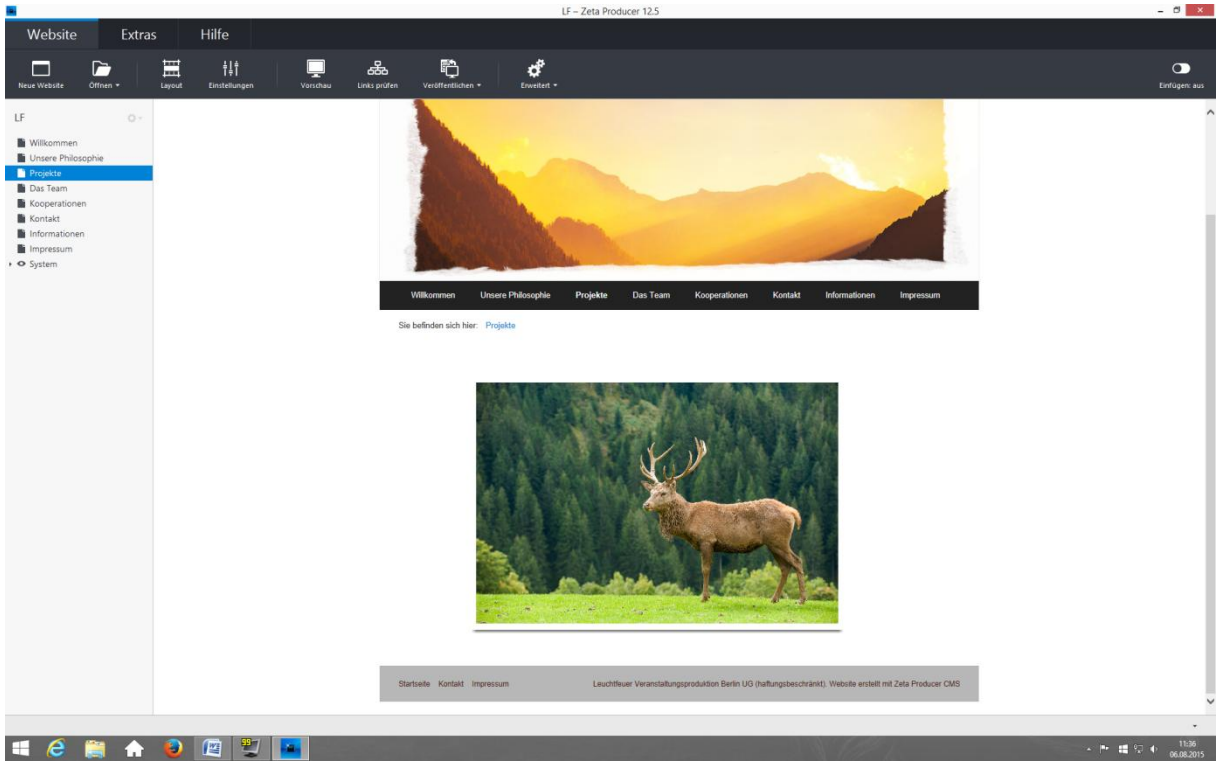 LF – Zeta Producer 12.5
Website Extras Hilfe
Neue Website Öffnen Layout Einstellungen Vorschau Links prüfen Veröffentlichen Erweitert Einfügen: aus
LF
Willkommen
Unsere Philosophie
Projekte
Das Team
Kooperationen
Kontakt
Informationen
Impressum
System
Willkommen Unsere Philosophie Projekte Das Team Kooperationen Kontakt Informationen Impressum
Sie befinden sich hier: Projekte
Startseite Kontakt Impressum Leuchtfeuer Veranstaltungsproduktion Berlin UG (haftungsbeschränkt). Website erstellt mit Zeta Producer CMS
99
11:36
06.08.2015